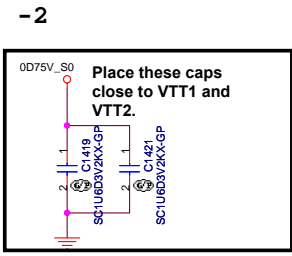 -2
0D75V_S0
Place these caps
close to VTT1 and
VTT2.
1
2
C1419
SC1U6D3V2KX-GP
1
2
C1421
SC1U6D3V2KX-GP